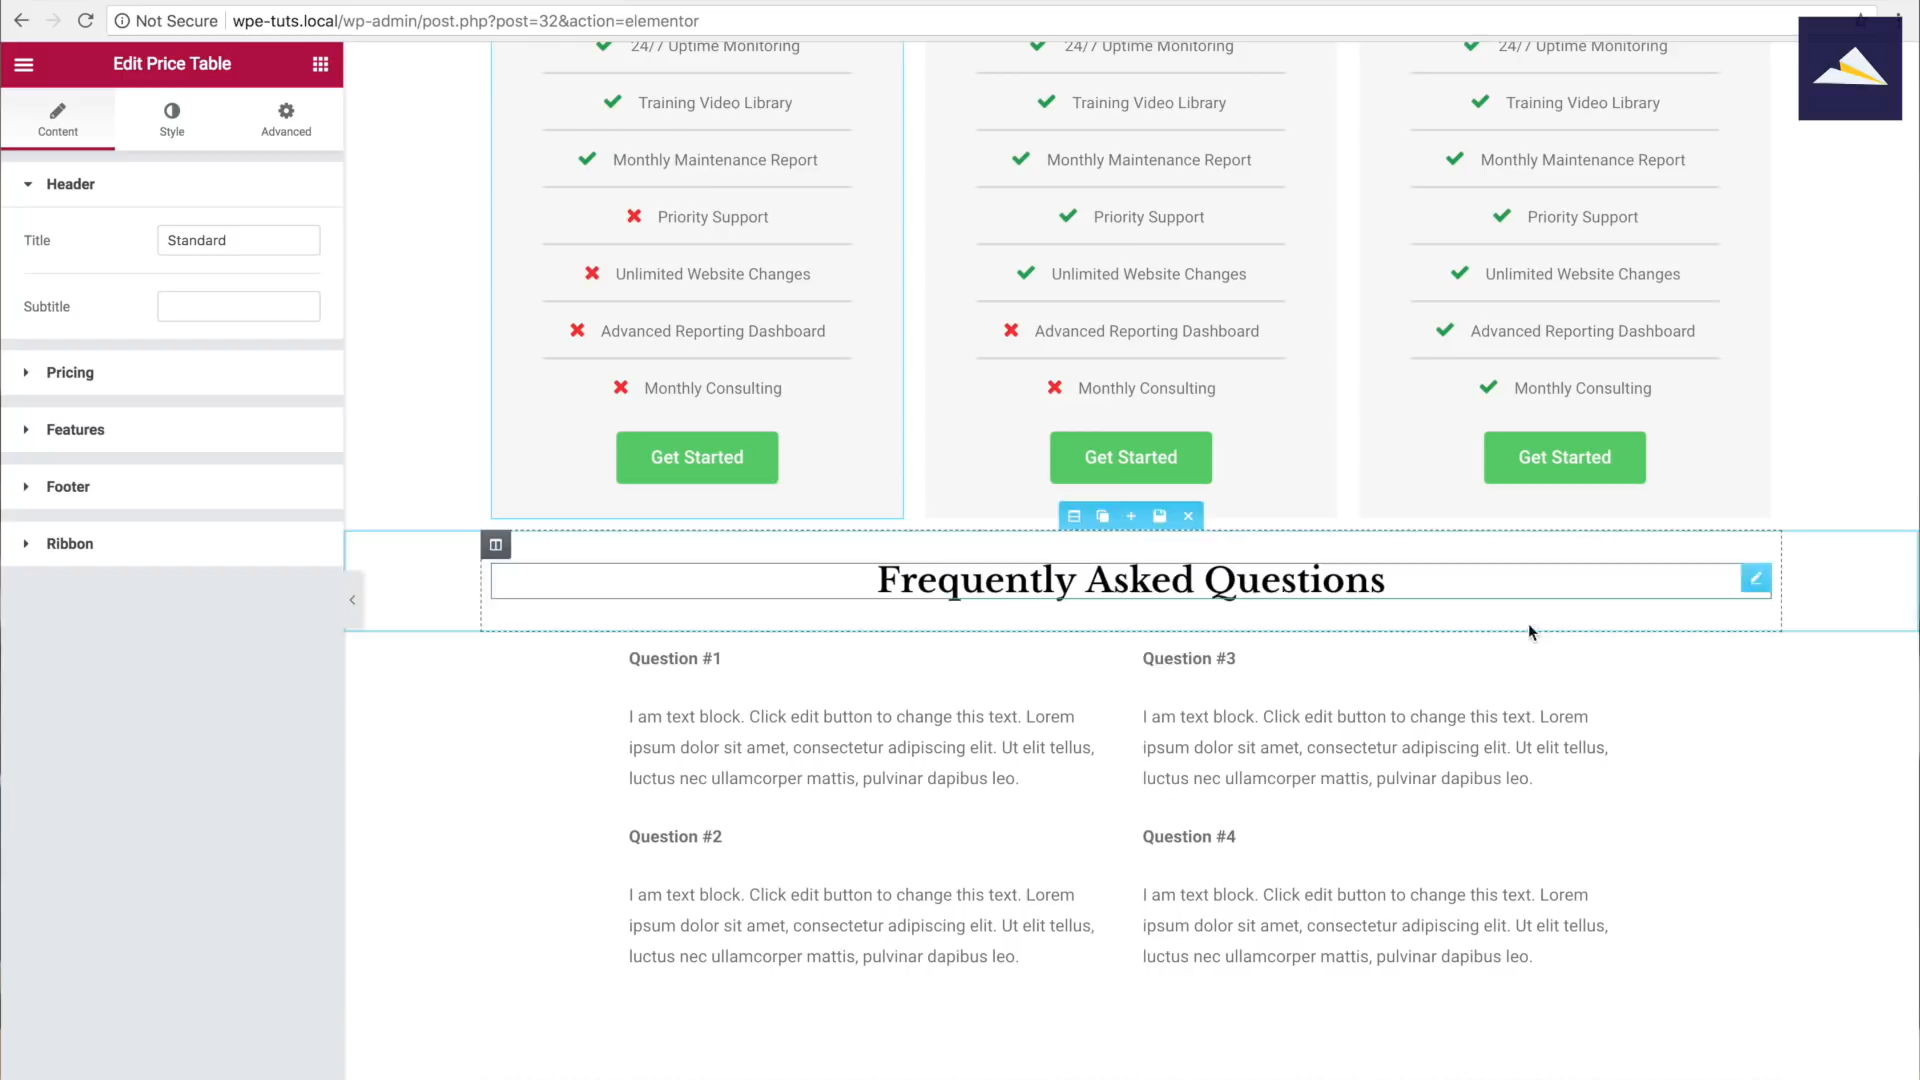 Not Secure wpe-tuts.local/wp-admin/post.php?post=32&action=elementor
Edit Price Table
Content Style Advanced
Header
Title Standard
Subtitle
Pricing
Features
Footer
Ribbon
24/7 Uptime Monitoring 24/7 Uptime Monitoring 24/7 Uptime Monitoring
Training Video Library Training Video Library Training Video Library
Monthly Maintenance Report Monthly Maintenance Report Monthly Maintenance Report
Priority Support Priority Support Priority Support
Unlimited Website Changes Unlimited Website Changes Unlimited Website Changes
Advanced Reporting Dashboard Advanced Reporting Dashboard Advanced Reporting Dashboard
Monthly Consulting Monthly Consulting Monthly Consulting
Get Started Get Started Get Started
Frequently Asked Questions
Question #1
I am text block. Click edit button to change this text. Lorem
ipsum dolor sit amet, consectetur adipiscing elit. Ut elit tellus,
luctus nec ullamcorper mattis, pulvinar dapibus leo.
Question #2
I am text block. Click edit button to change this text. Lorem
ipsum dolor sit amet, consectetur adipiscing elit. Ut elit tellus,
luctus nec ullamcorper mattis, pulvinar dapibus leo.
Question #3
I am text block. Click edit button to change this text. Lorem
ipsum dolor sit amet, consectetur adipiscing elit. Ut elit tellus,
luctus nec ullamcorper mattis, pulvinar dapibus leo.
Question #4
I am text block. Click edit button to change this text. Lorem
ipsum dolor sit amet, consectetur adipiscing elit. Ut elit tellus,
luctus nec ullamcorper mattis, pulvinar dapibus leo.